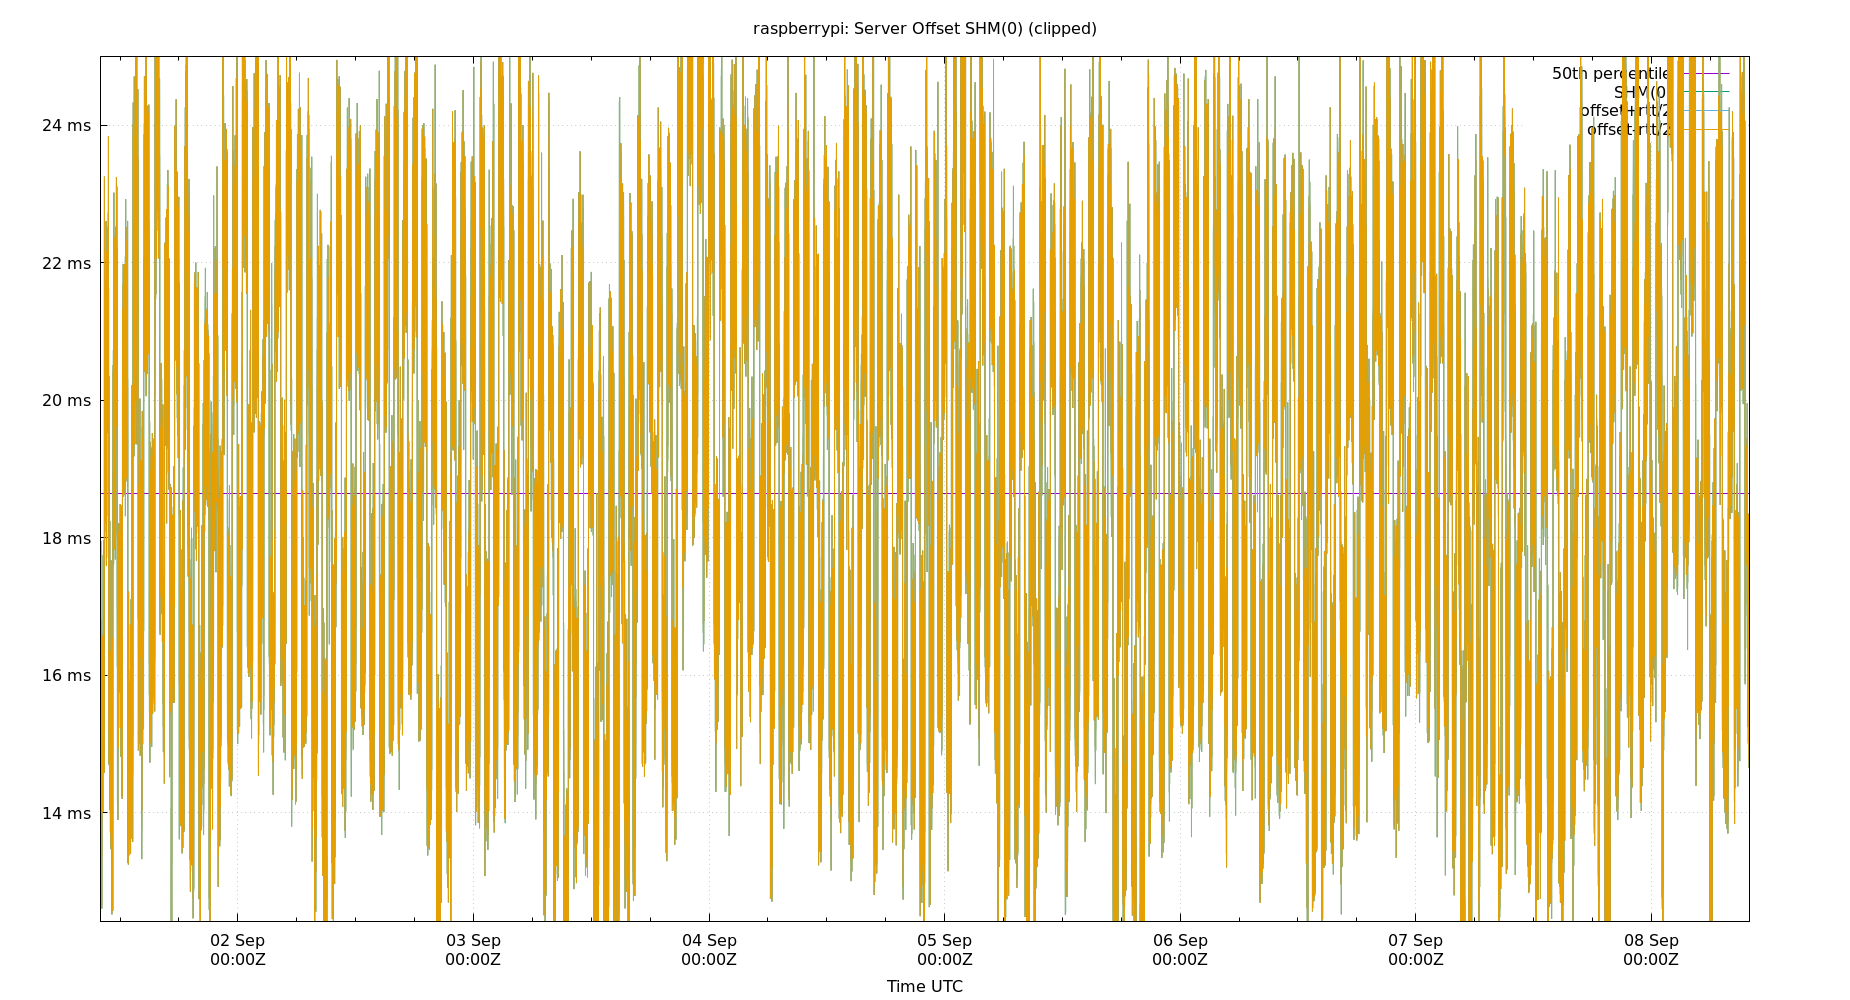 raspberrypi: Server Offset SHM(0) (clipped)
50th percentile
SHM(0)
offset+rtt/2
offset-rtt/2
24 ms
22 ms
20 ms
18 ms
16 ms
14 ms
02 Sep
00:00Z
03 Sep
00:00Z
04 Sep
00:00Z
05 Sep
00:00Z
06 Sep
00:00Z
07 Sep
00:00Z
08 Sep
00:00Z
Time UTC